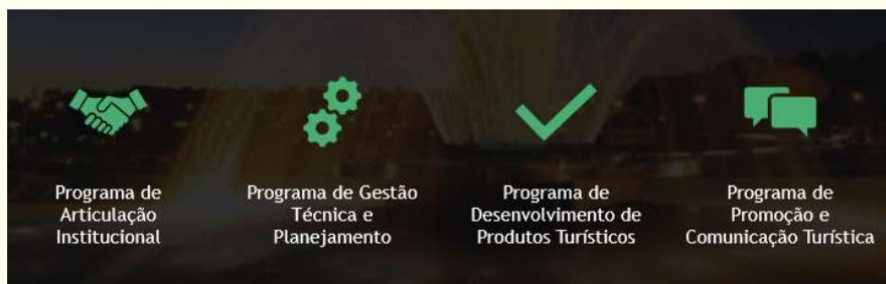 Programa de
Articulação
Institucional
Programa de Gestão
Técnica e
Planejamento
Programa de
Desenvolvimento de
Produtos Turísticos
Programa de
Promoção e
Comunicação Turística